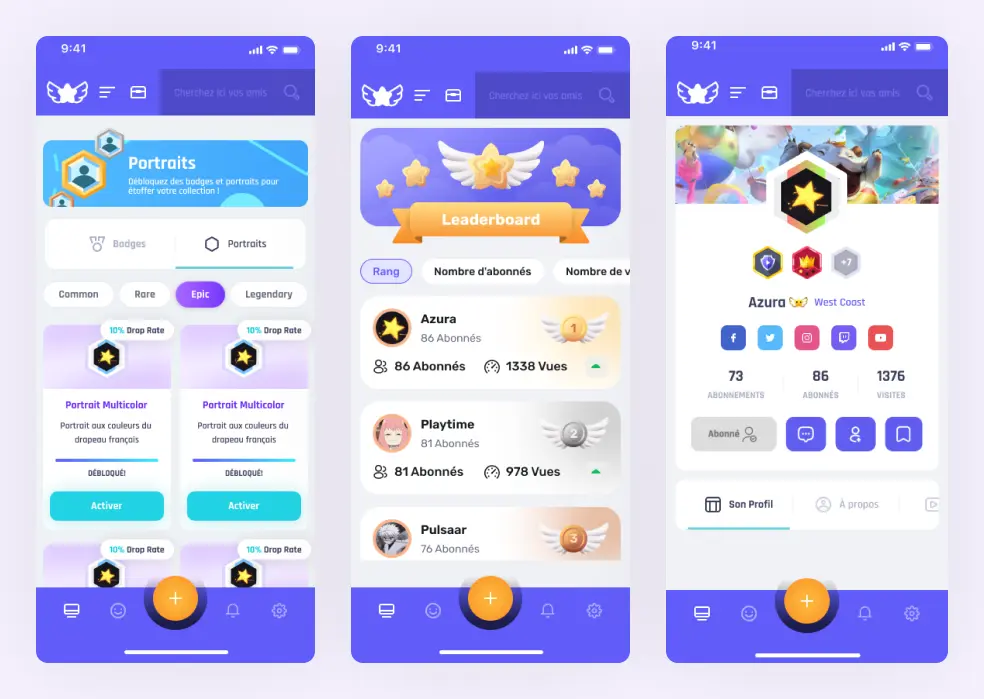 9:41
Cherchez ici vos amis
Portraits
Débloquez des badges et portraits pour
étoffer votre collection !
Badges
Portraits
Common
Rare
Epic
Legendary
10% Drop Rate
10% Drop Rate
Portrait Multicolor
Portrait Multicolor
Portrait aux couleurs du
drapeau français
Portrait aux couleurs du
drapeau français
DÉBLOQUÉ!
DÉBLOQUÉ!
Activer
Activer
10% Drop Rate
10% Drop Rate
9:41
Cherchez ici vos amis
Leaderboard
Rang
Nombre d'abonnés
Nombre de v
Azura
86 Abonnés
1
86 Abonnés
1338 Vues
Playtime
81 Abonnés
2
81 Abonnés
978 Vues
Pulsaar
76 Abonnés
3
9:41
Cherchez ici vos amis
+7
Azura
West Coast
73
86
1376
ABONNEMENTS
ABONNÉS
VISITES
Abonné
Son Profil
À propos